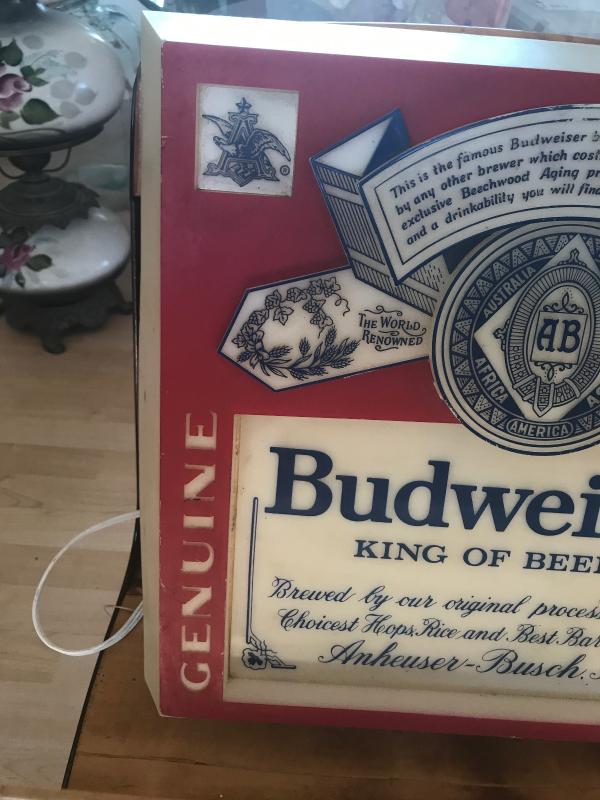 This is the famous Budweiser
by any other brewer which
exclusive Beechwood Aging
and a drinkability you will
THE WORLD
RENOWNED
AUSTRALIA
AFRICA
AMERICA
AB
A
®
GENUINE
Budwei
KING OF BEE
Brewed by our original process
Choicest Hops, Rice and Best Bar
Anheuser-Busch,